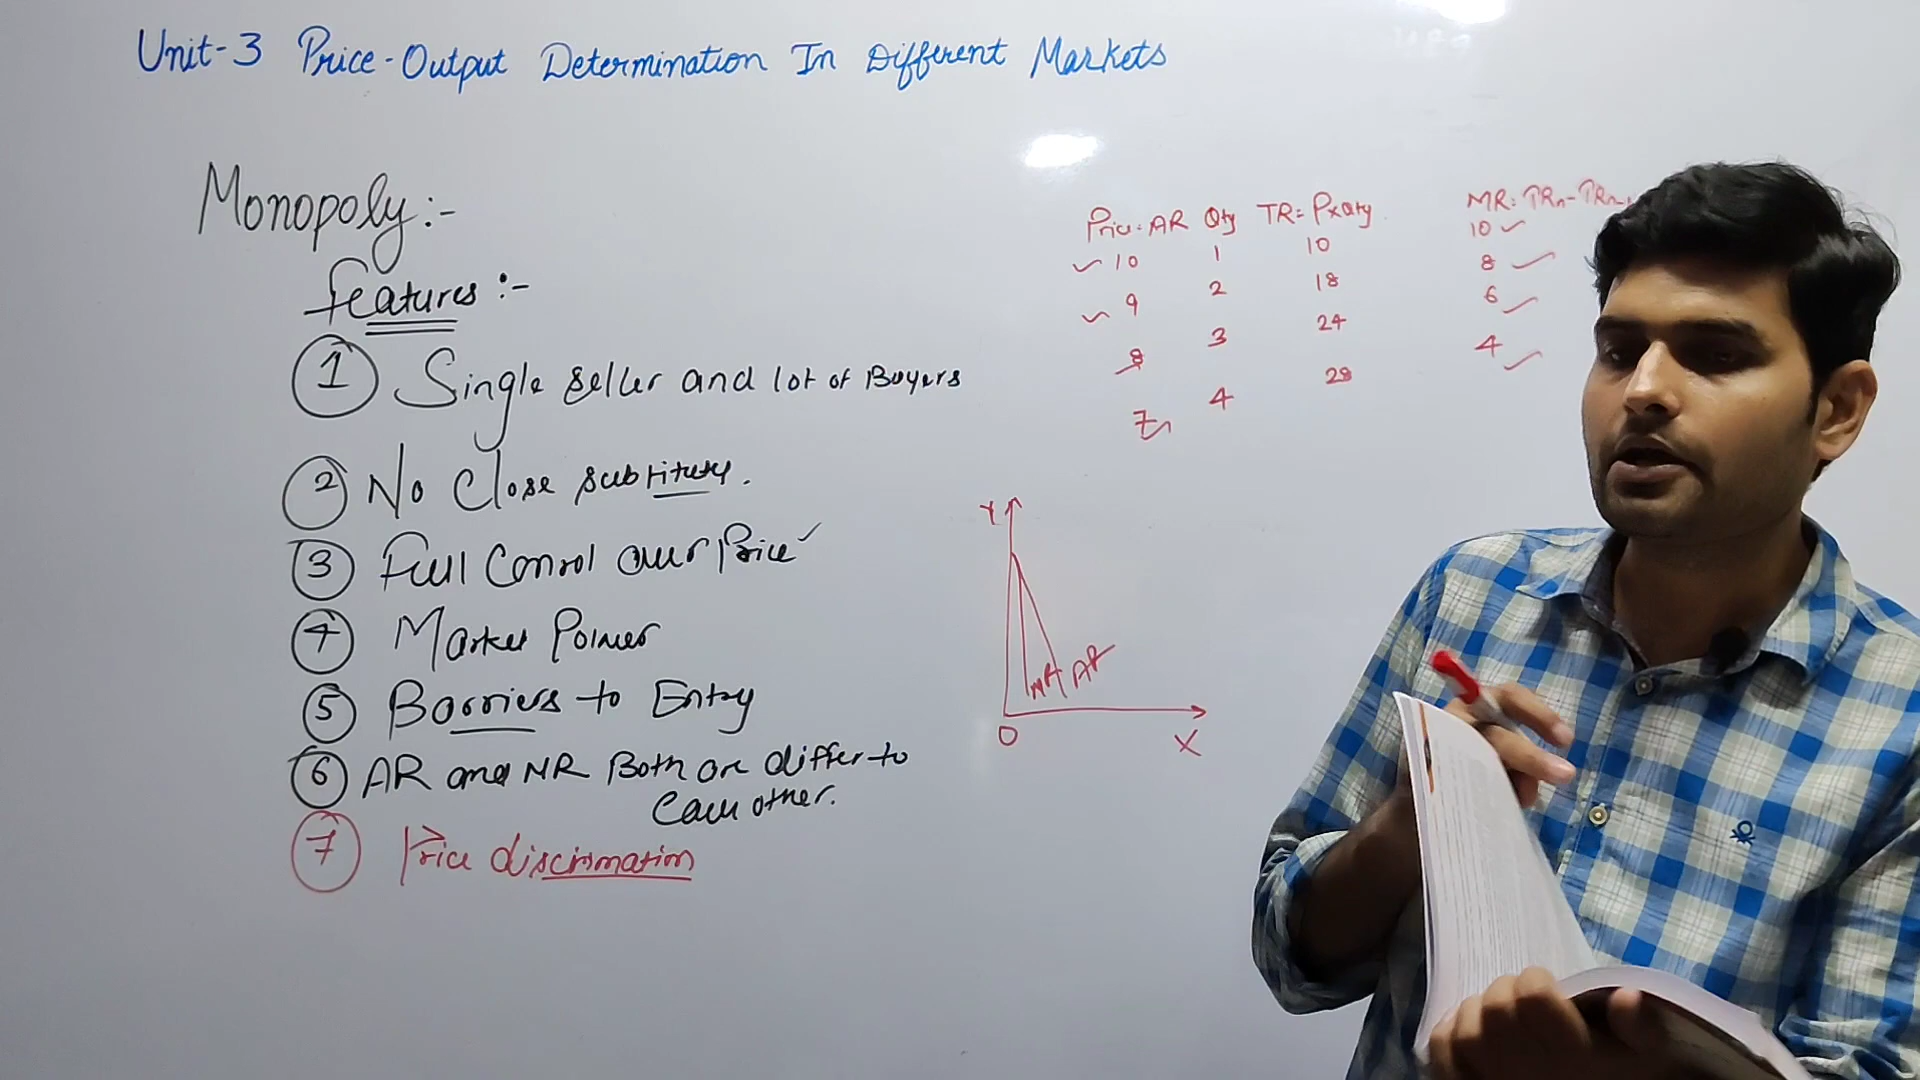 Unit-3 Price-Output Determination In Different Markets
Monopoly:-
features:-
1 Single seller and lot of Buyers
2 No Close
3 Full Conrol over Price
4 Market Power
5 Barriers to Entry
6 AR and MR Both are differ to
each other.
7 Price
Price=AR Qty TR=PxQty MR=TRn-TRn-1
10 1 10 10
9 2 18 8
8 3 24 6
7 4 28 4
Y
MR AR
O X